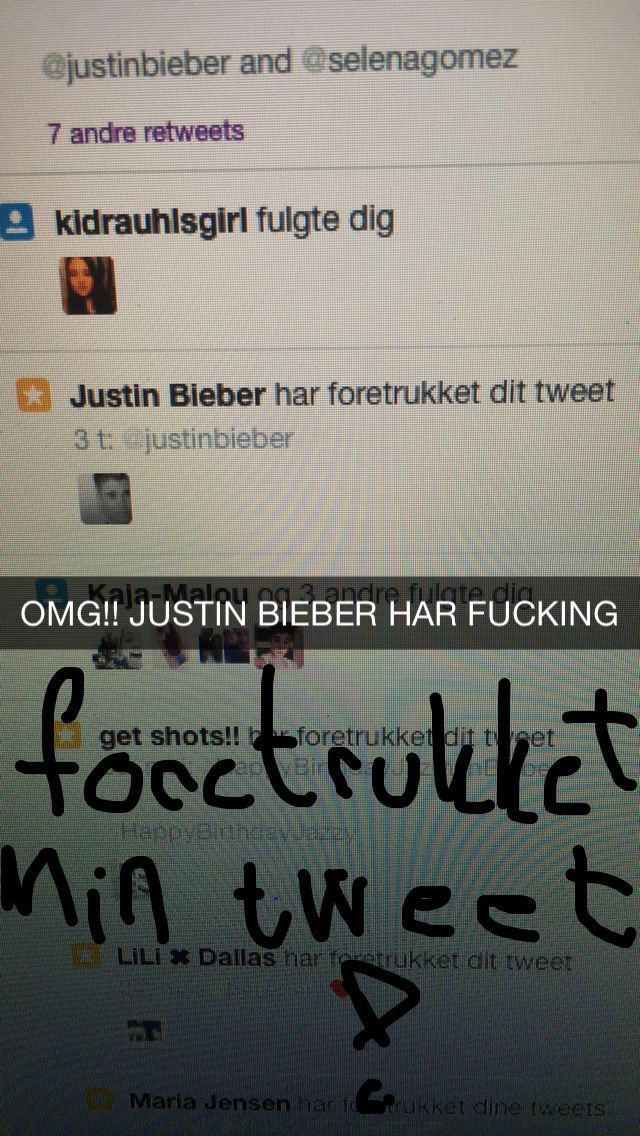 @justinbieber and @selenagomez
7 andre retweets
kidrauhlsgirl fulgte dig
Justin Bieber har foretrukket dit tweet
3 t: @justinbieber
Kaja-Malou og 3 andre fulgte dig
OMG!! JUSTIN BIEBER HAR FUCKING
get shots!! har foretrukket dit tweet
foretrukket
HappyBirthdayJazzy
min tweet
LiLi ✖ Dallas har foretrukket dit tweet
Maria Jensen har foretrukket dine tweets